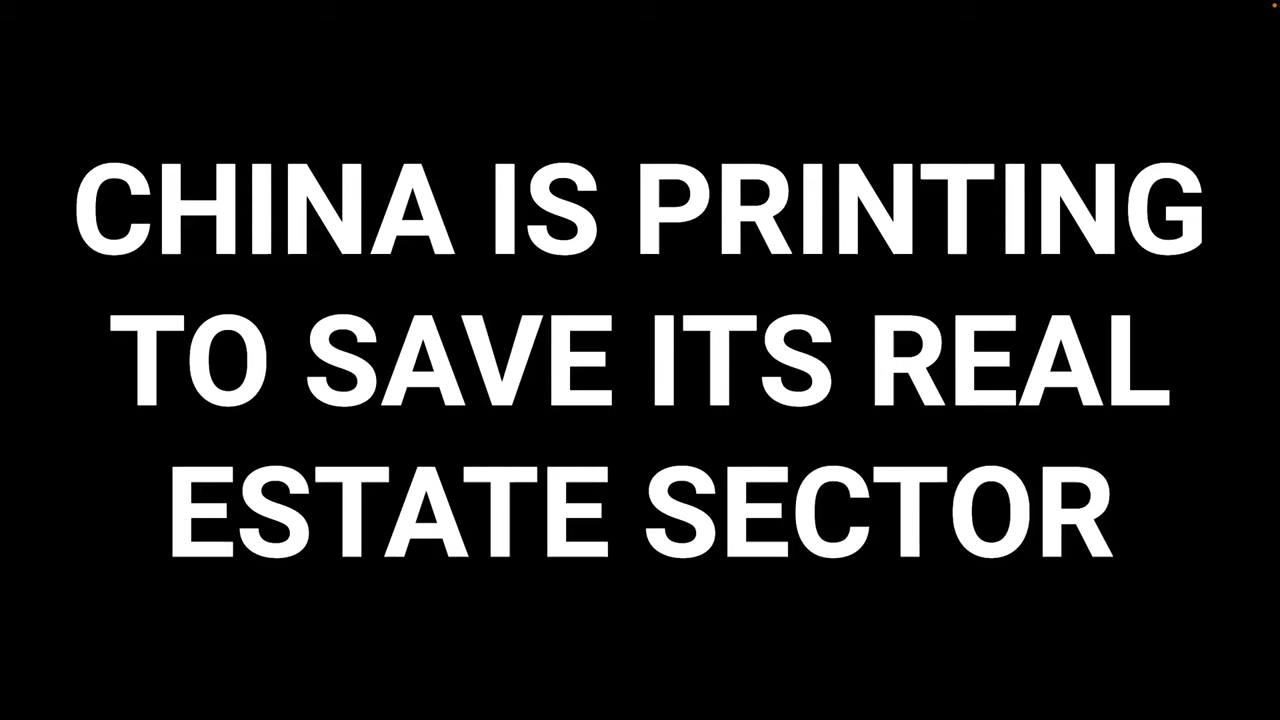 CHINA IS PRINTING
TO SAVE ITS REAL
ESTATE SECTOR